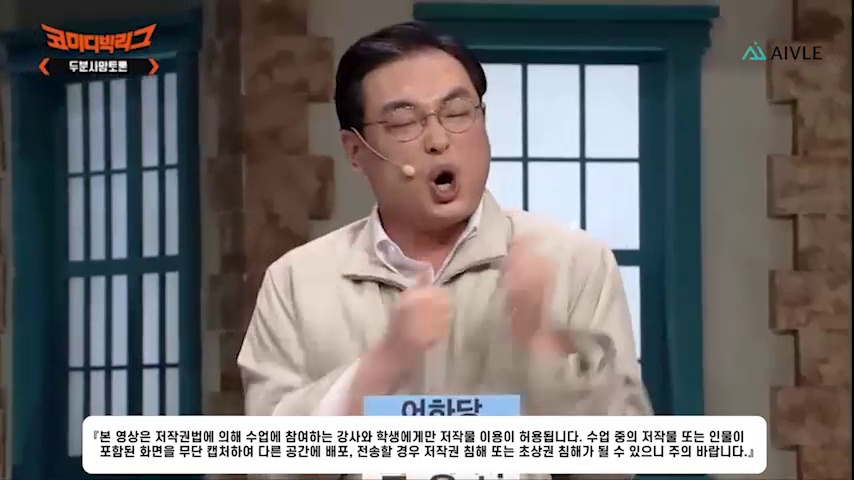 코미디빅리그
두분사망토론
AIVLE
어하당
『본 영상은 저작권법에 의해 수업에 참여하는 강사와 학생에게만 저작물 이용이 허용됩니다. 수업 중의 저작물 또는 인물이
포함된 화면을 무단 캡처하여 다른 공간에 배포, 전송할 경우 저작권 침해 또는 초상권 침해가 될 수 있으니 주의 바랍니다.』